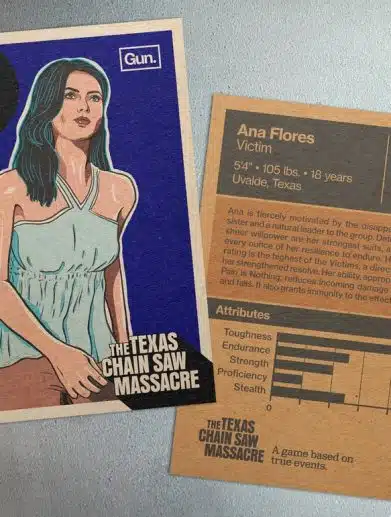 Gun.
THE TEXAS
CHAIN SAW
MASSACRE
Ana Flores
Victim
5'4" • 105 lbs. • 18 years
Uvalde, Texas
Ana is fiercely motivated by the disapp
sister and a natural leader to the group. Det
sheer willpower are her strongest suits, a
every ounce of her resilience to endure. H
rating is the highest of the Victims, a dire
her strengthened resolve. Her ability, approp
Pain is Nothing, reduces incoming damage
and falls. It also grants immunity to the effe
Attributes
Toughness
Endurance
Strength
Proficiency
Stealth
0
THE TEXAS
CHAIN SAW
MASSACRE
A game based on
true events.